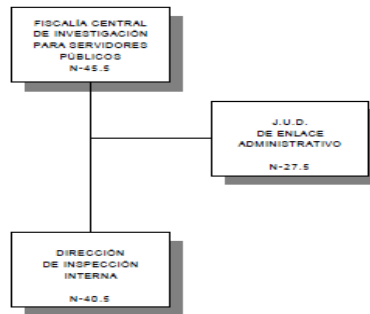 FISCALÍA CENTRAL
DE INVESTIGACIÓN
PARA SERVIDORES
PÚBLICOS
N-45.5
J.U.D.
DE ENLACE
ADMINISTRATIVO
N-27.5
DIRECCIÓN
DE INSPECCIÓN
INTERNA
N-40.5